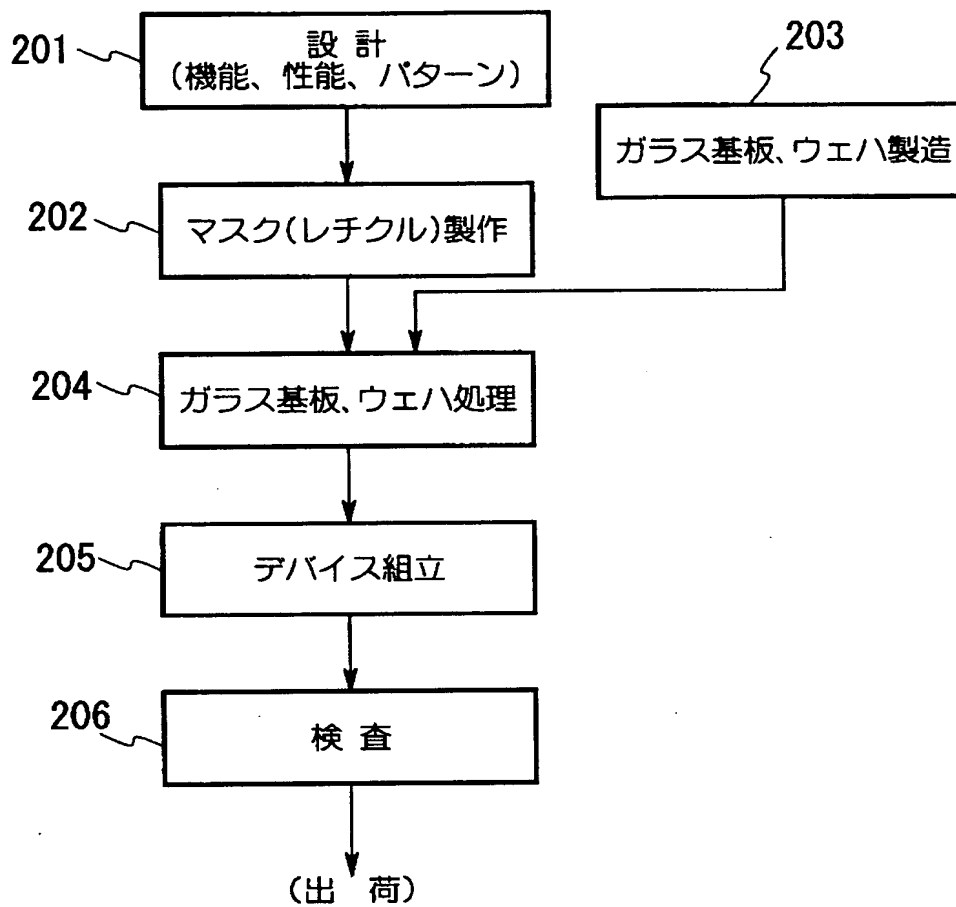 201
設計
(機能、性能、パターン)
203
ガラス基板、ウェハ製造
202
マスク(レチクル)製作
204
ガラス基板、ウェハ処理
205
デバイス組立
206
検査
(出荷)